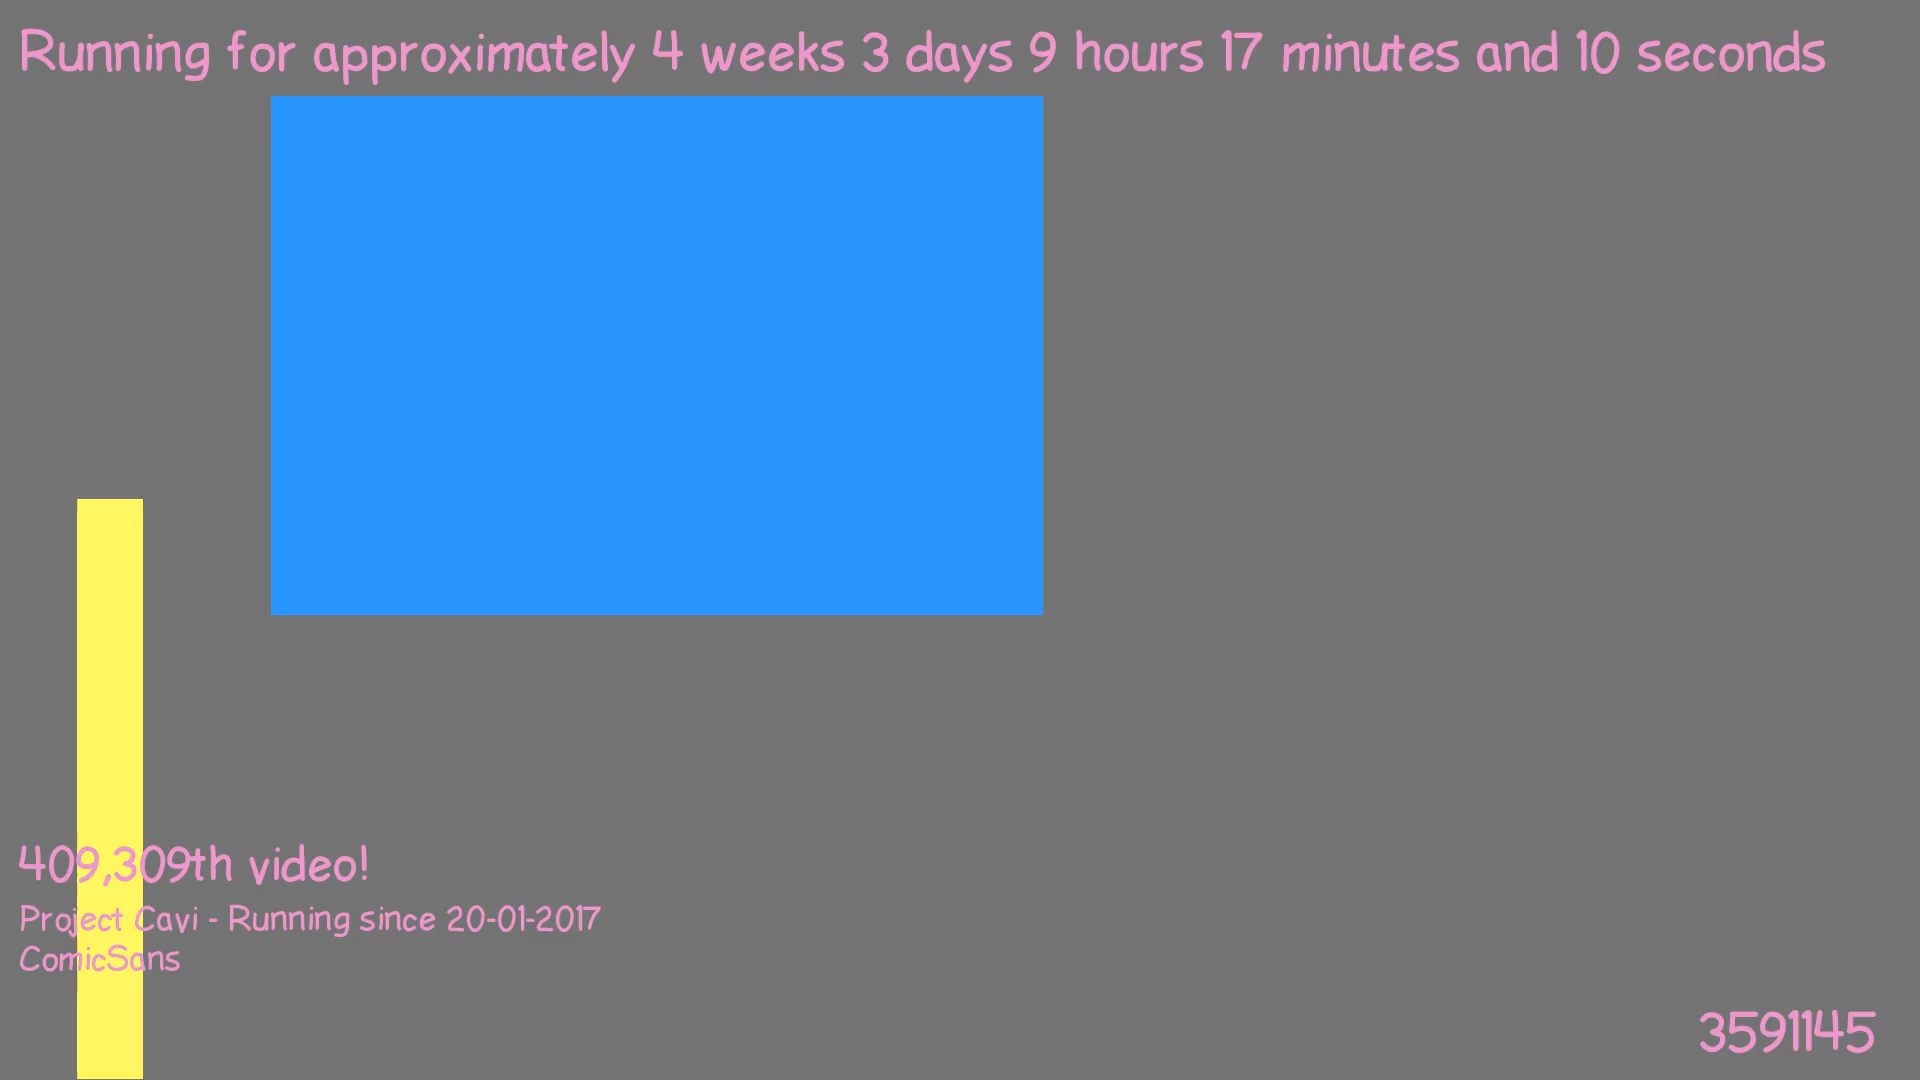 Running for approximately 4 weeks 3 days 9 hours 17 minutes and 10 seconds
409,309th video!
Project Cavi - Running since 20-01-2017
ComicSans
3591145